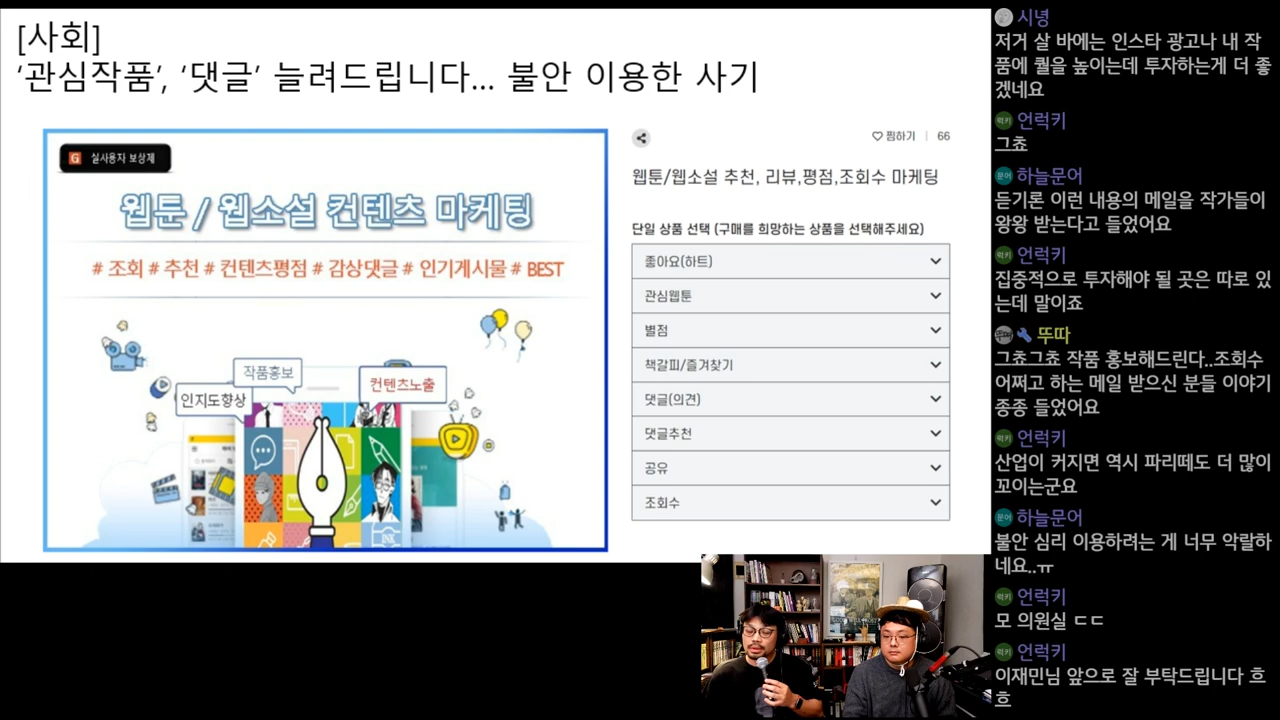 [사회]
‘관심작품’, ‘댓글’ 늘려드립니다... 불안 이용한 사기
G 실사용자 보상제
웹툰 / 웹소설 컨텐츠 마케팅
# 조회 # 추천 # 컨텐츠평점 # 감상댓글 # 인기게시물 # BEST
작품홍보
인지도향상
컨텐츠노출
찜하기 | 66
웹툰/웹소설 추천, 리뷰,평점,조회수 마케팅
단일 상품 선택 (구매를 희망하는 상품을 선택해주세요)
좋아요(하트)
관심웹툰
별점
책갈피/즐겨찾기
댓글(의견)
댓글추천
공유
조회수
시녕
저거 살 바에는 인스타 광고나 내 작
품에 퀄을 높이는데 투자하는게 더 좋
겠네요
럭키 언럭키
그쵸
문어 하늘문어
듣기론 이런 내용의 메일을 작가들이
왕왕 받는다고 들었어요
럭키 언럭키
집중적으로 투자해야 될 곳은 따로 있
는데 말이죠
뚜따
그쵸그쵸 작품 홍보해드린다..조회수
어쩌고 하는 메일 받으신 분들 이야기
종종 들었어요
럭키 언럭키
산업이 커지면 역시 파리떼도 더 많이
꼬이는군요
문어 하늘문어
불안 심리 이용하려는 게 너무 악랄하
네요..ㅠ
럭키 언럭키
모 의원실 ㄷㄷ
럭키 언럭키
이재민님 앞으로 잘 부탁드립니다 흐
흐